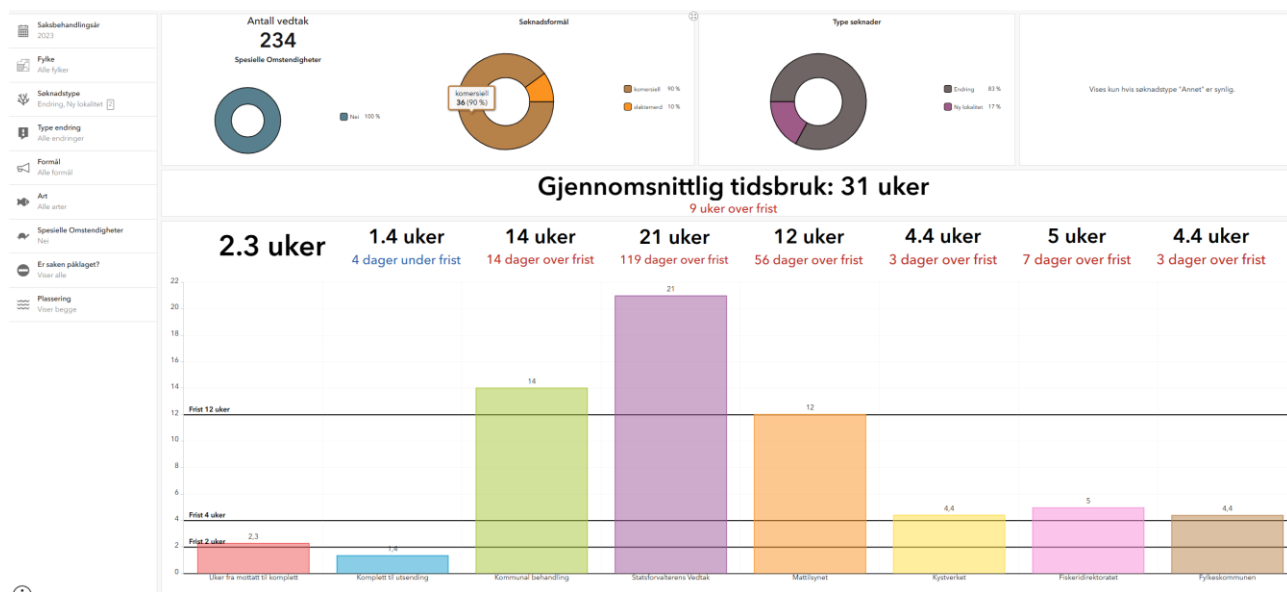 Saksbehandlingsår
2023
Fylke
Alle fylker
Søknadstype
Endring, Ny lokalitet 2
Type endring
Alle endringer
Formål
Alle formål
Art
Alle arter
Spesielle Omstendigheter
Nei
Er saken påklaget?
Viser alle
Plassering
Viser begge
Antall vedtak
234
Spesielle Omstendigheter
Nei 100 %
Søknadsformål
komersiell
36 (90 %)
komersiell 90 %
slaktemerd 10 %
Type søknader
Endring 83 %
Ny lokalitet 17 %
Vises kun hvis søknadstype "Annet" er synlig.
Gjennomsnittlig tidsbruk: 31 uker
9 uker over frist
2.3 uker
1.4 uker
4 dager under frist
14 uker
14 dager over frist
21 uker
119 dager over frist
12 uker
56 dager over frist
4.4 uker
3 dager over frist
5 uker
7 dager over frist
4.4 uker
3 dager over frist
22
20
18
16
14
12
10
8
6
4
2
0
Frist 12 uker
Frist 4 uker
Frist 2 uker
2,3
1,4
14
21
12
4,4
5
4,4
Uker fra mottatt til komplett
Komplett til utsending
Kommunal behandling
Statsforvalterens Vedtak
Mattilsynet
Kystverket
Fiskeridirektoratet
Fylkeskommunen